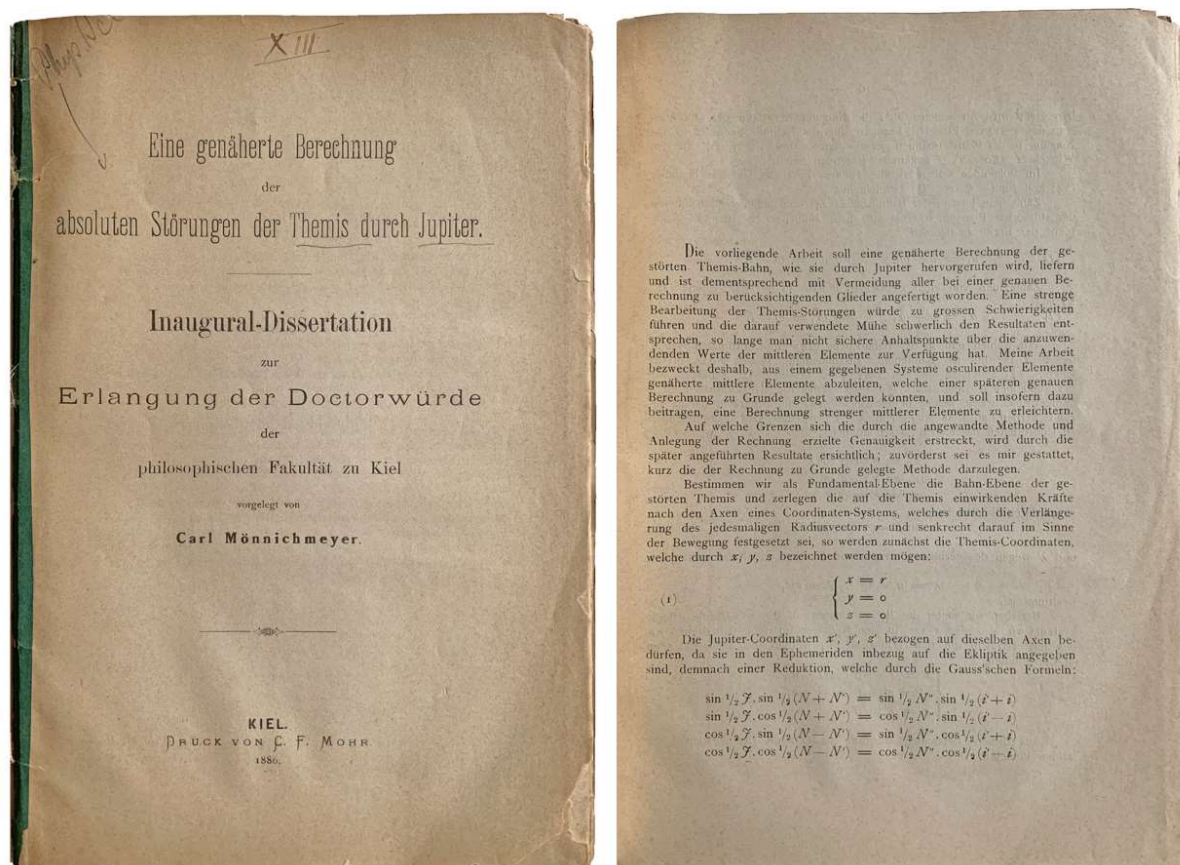 XIII
Eine genäherte Berechnung
der
absoluten Störungen der Themis durch Jupiter.
Inaugural-Dissertation
zur
Erlangung der Doctorwürde
der
philosophischen Fakultät zu Kiel
vorgelegt von
Carl Mönnichmeyer.
KIEL.
DRUCK VON C. F. MOHR.
1886.
Die vorliegende Arbeit soll eine genäherte Berechnung der ge-
störten Themis-Bahn, wie sie durch Jupiter hervorgerufen wird, liefern
und ist dementsprechend mit Vermeidung aller bei einer genauen Be-
rechnung zu berücksichtigenden Glieder angefertigt worden. Eine strenge
Bearbeitung der Themis-Störungen würde zu grossen Schwierigkeiten
führen und die darauf verwendete Mühe schwerlich den Resultaten ent-
sprechen, so lange man nicht sichere Anhaltspunkte über die anzuwen-
denden Werte der mittleren Elemente zur Verfügung hat. Meine Arbeit
bezweckt deshalb, aus einem gegebenen Systeme osculirender Elemente
genäherte mittlere Elemente abzuleiten, welche einer späteren genauen
Berechnung zu Grunde gelegt werden könnten, und soll insofern dazu
beitragen, eine Berechnung strenger mittlerer Elemente zu erleichtern.
Auf welche Grenzen sich die durch die angewandte Methode und
Anlegung der Rechnung erzielte Genauigkeit erstreckt, wird durch die
später angeführten Resultate ersichtlich; zuvörderst sei es mir gestattet,
kurz die der Rechnung zu Grunde gelegte Methode darzulegen.
Bestimmen wir als Fundamental-Ebene die Bahn-Ebene der ge-
störten Themis und zerlegen die auf die Themis einwirkenden Kräfte
nach den Axen eines Coordinaten-Systems, welches durch die Verlänge-
rung des jedesmaligen Radiusvectors r und senkrecht darauf im Sinne
der Bewegung festgesetzt sei, so werden zunächst die Themis-Coordinaten,
welche durch x, y, z bezeichnet werden mögen:
x = r
(1) y = o
z = o
Die Jupiter-Coordinaten x', y', z' bezogen auf dieselben Axen be-
dürfen, da sie in den Ephemeriden inbezug auf die Ekliptik angegeben
sind, demnach einer Reduktion, welche durch die Gauss'schen Formeln:
sin ½ J . sin ½ (N + N') = sin ½ N'' . sin ½ (i' + i)
sin ½ J . cos ½ (N + N') = cos ½ N'' . sin ½ (i' — i)
cos ½ J . sin ½ (N — N') = sin ½ N'' . cos ½ (i' + i)
cos ½ J . cos ½ (N — N') = cos ½ N'' . cos ½ (i' — i)